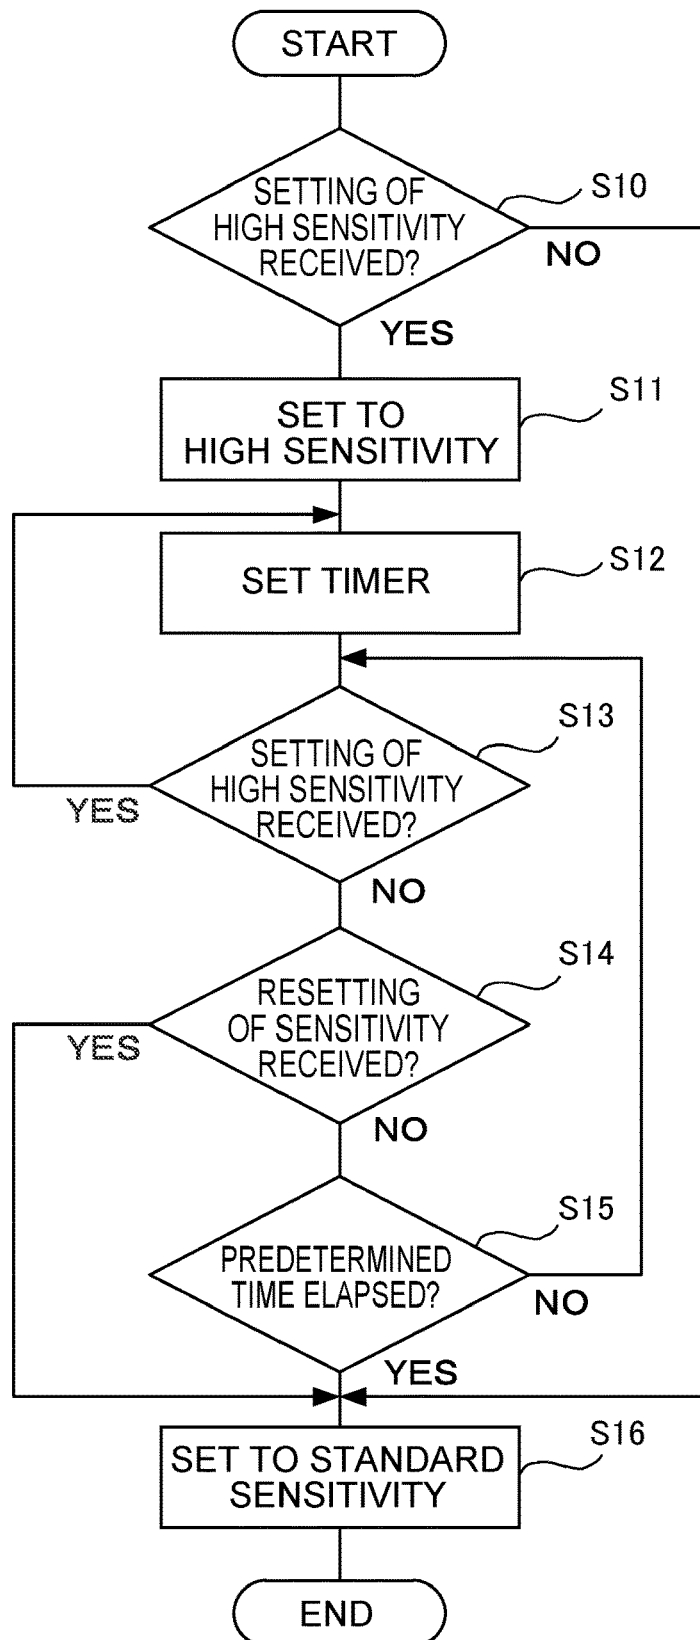 START
SETTING OF
HIGH SENSITIVITY
RECEIVED?
S10
NO
YES
SET TO
HIGH SENSITIVITY
S11
SET TIMER
S12
SETTING OF
HIGH SENSITIVITY
RECEIVED?
S13
YES
NO
RESETTING
OF SENSITIVITY
RECEIVED?
S14
YES
NO
PREDETERMINED
TIME ELAPSED?
S15
NO
YES
SET TO STANDARD
SENSITIVITY
S16
END